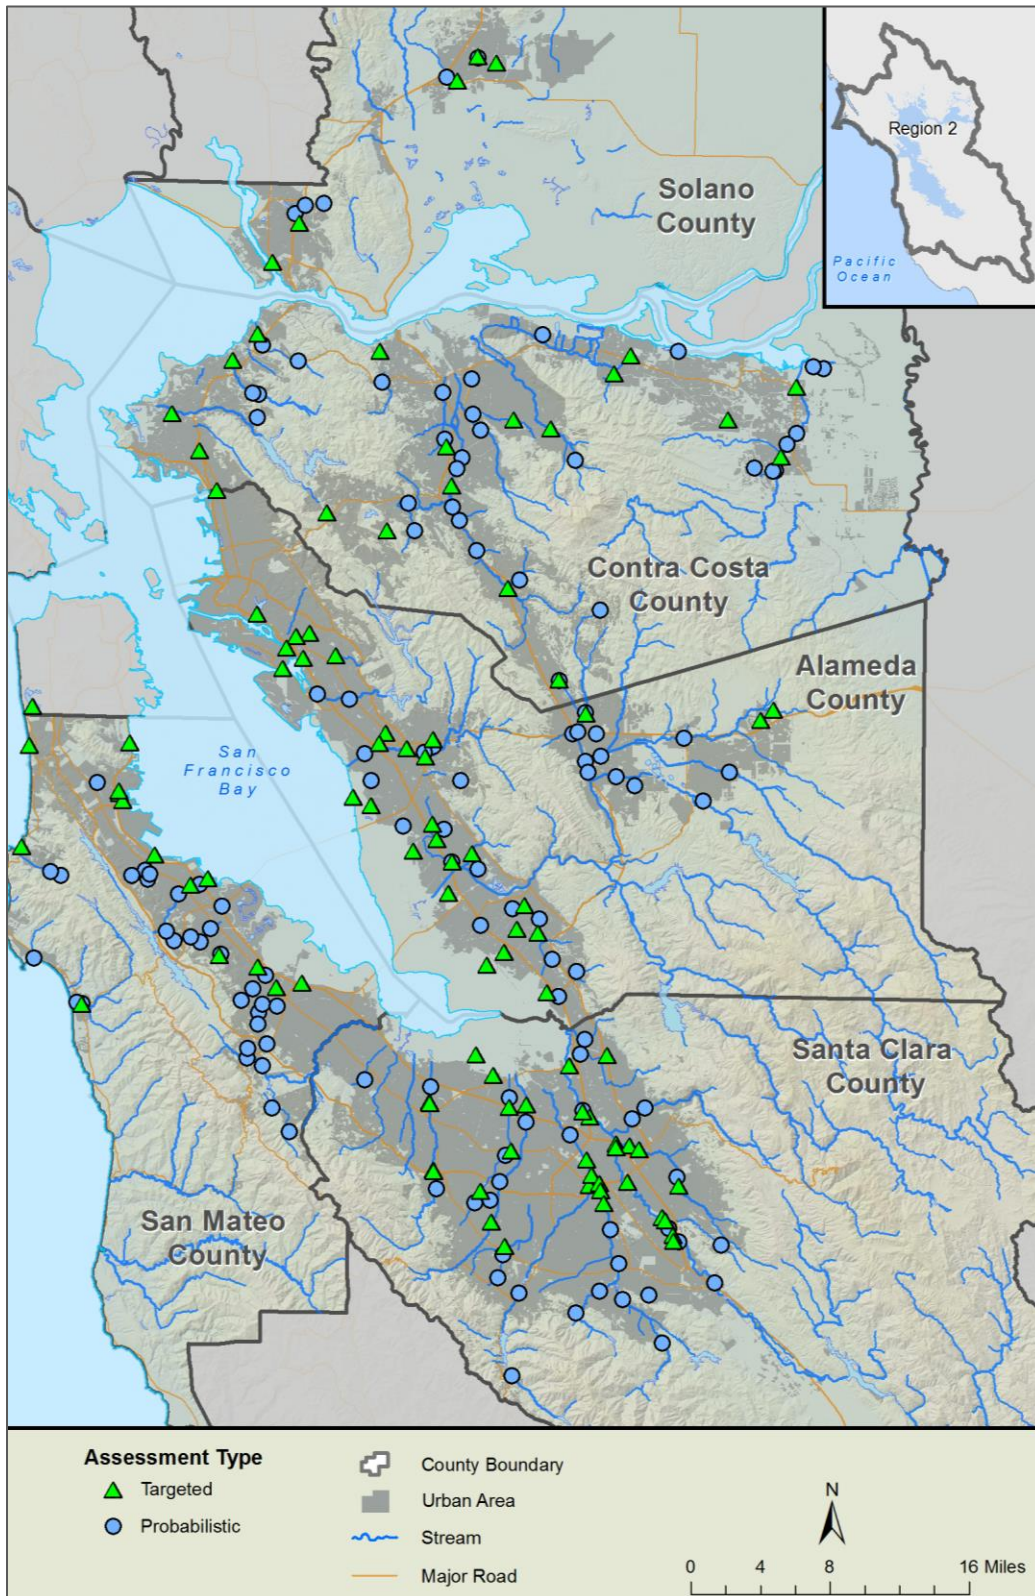 Region 2
Pacific
Ocean
Solano
County
Contra Costa
County
Alameda
County
San
Francisco
Bay
Santa Clara
County
San Mateo
County
Assessment Type
Targeted
Probabilistic
County Boundary
Urban Area
Stream
Major Road
N
0 4 8 16 Miles